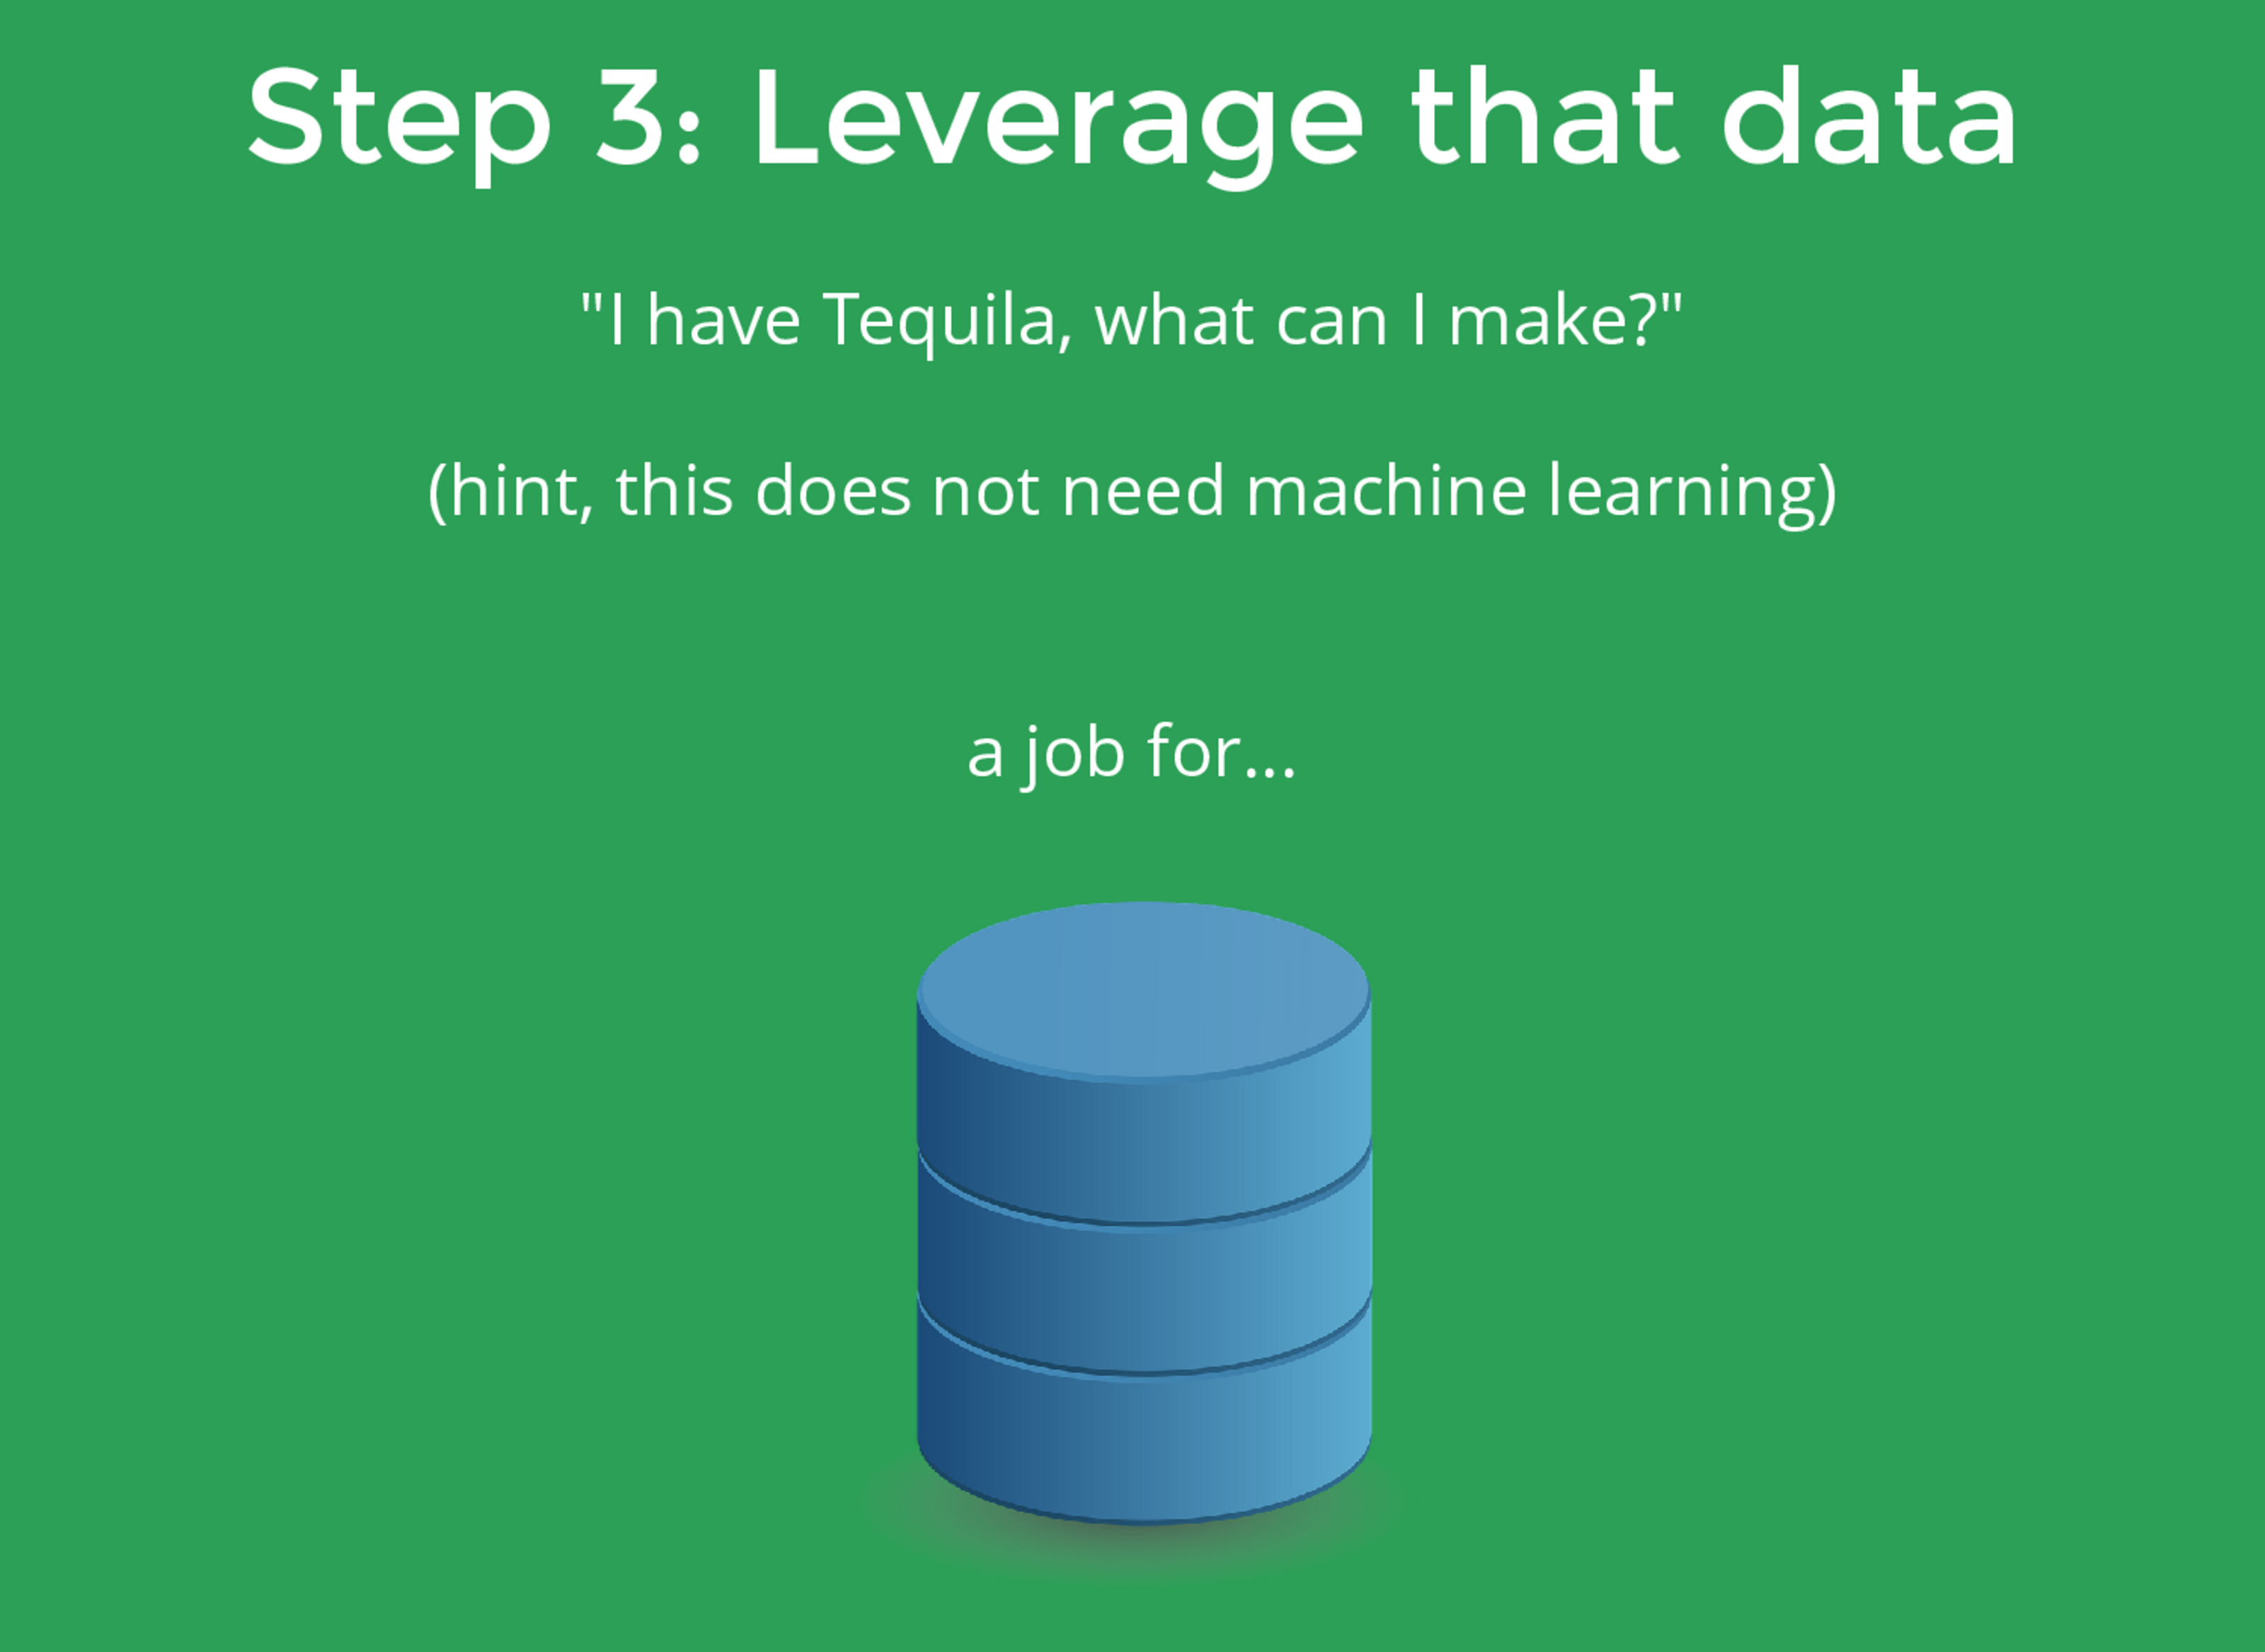 Step 3: Leverage that data
"I have Tequila, what can I make?"
(hint, this does not need machine learning)
a job for...